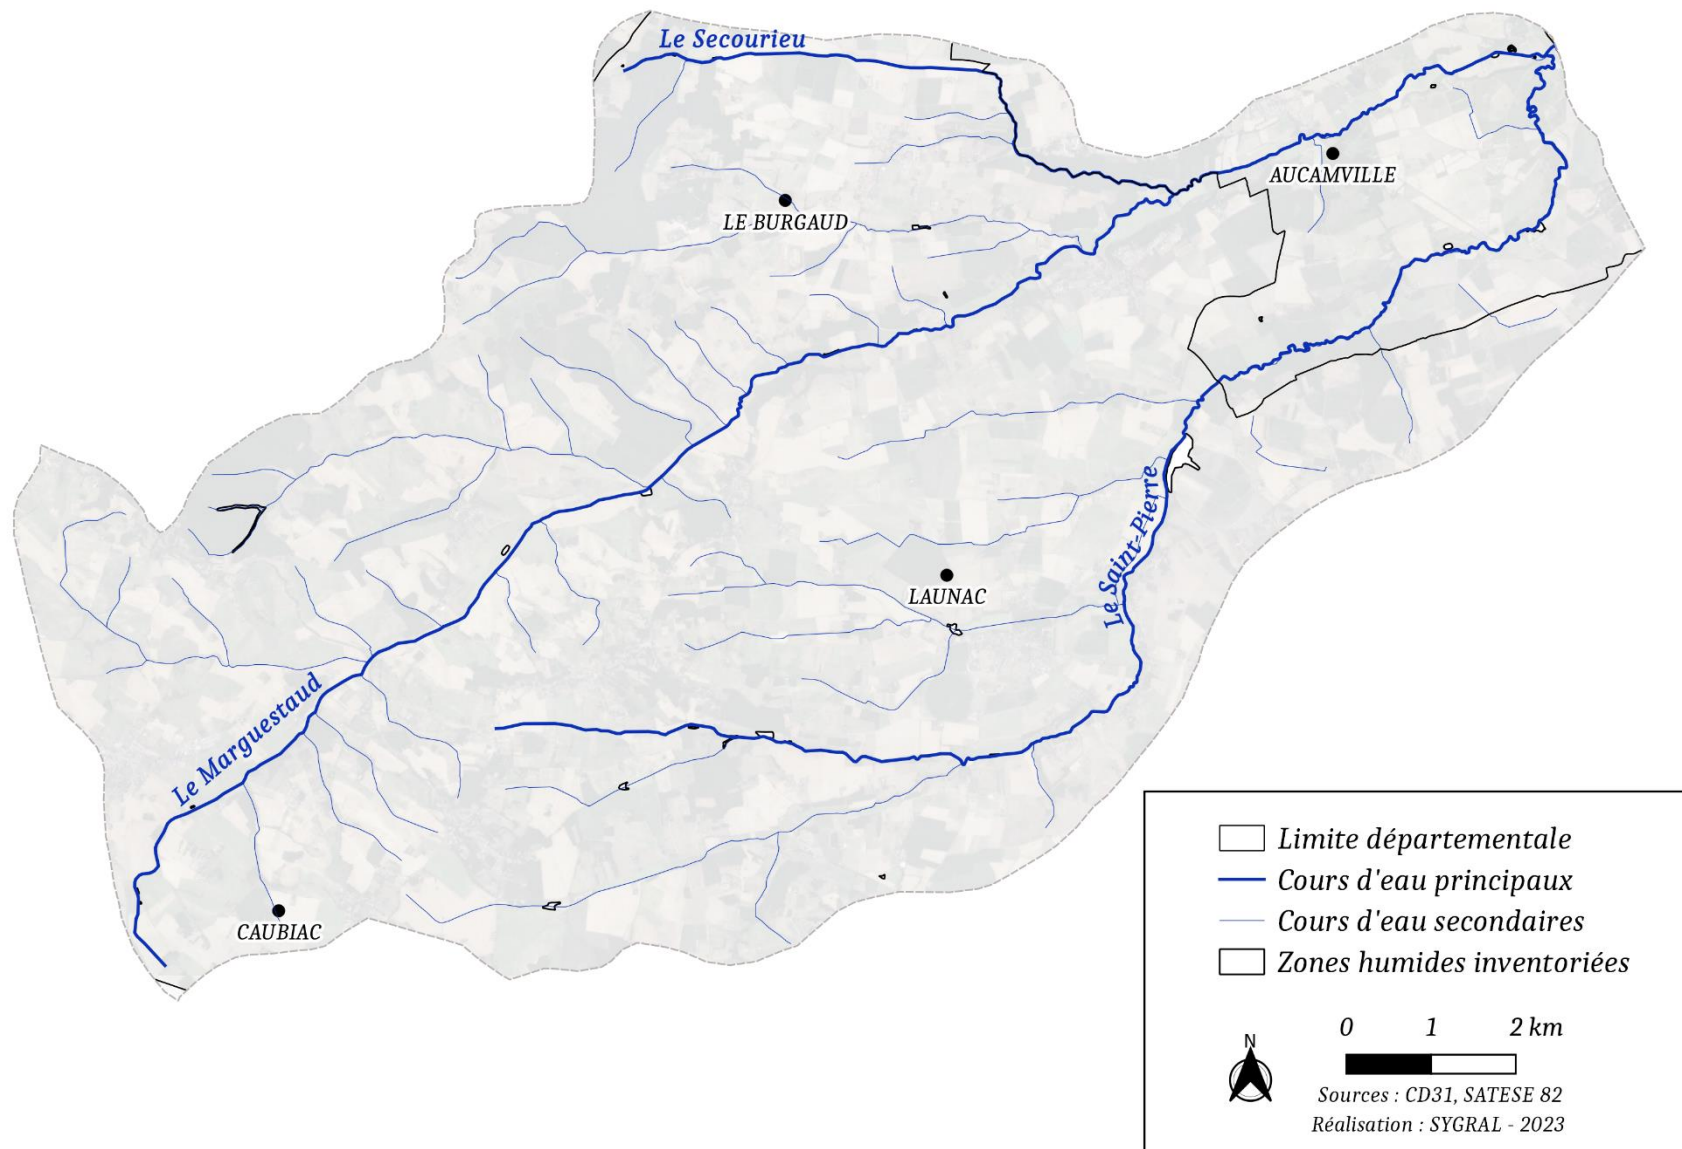 Le Secourieu
AUCAMVILLE
LE BURGAUD
Le Saint-Pierre
LAUNAC
Le Marguestaud
CAUBIAC
Limite départementale
Cours d'eau principaux
Cours d'eau secondaires
Zones humides inventoriées
0 1 2 km
N
Sources : CD31, SATESE 82
Réalisation : SYGRAL - 2023